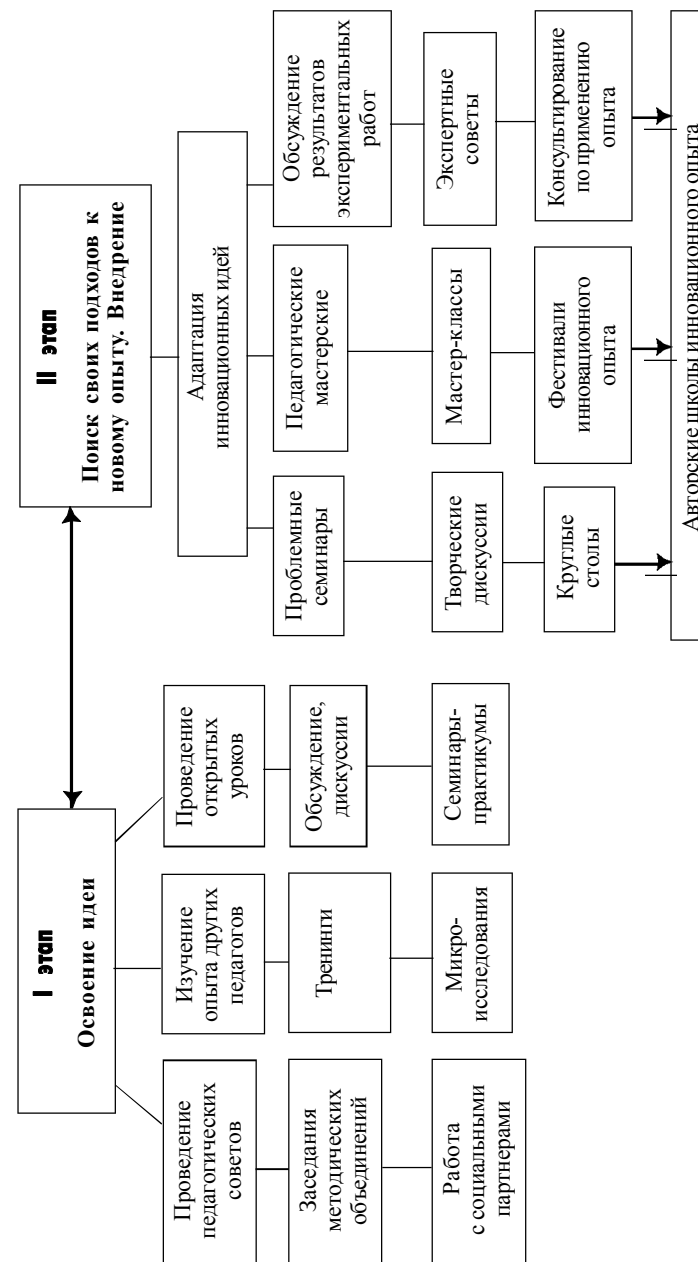 I этап
Освоение идеи
Проведение
педагогических
советов
Заседания
методических
объединений
Работа
с социальными
партнерами
Изучение
опыта других
педагогов
Тренинги
Микро-
исследования
Проведение
открытых
уроков
Обсуждение,
дискуссии
Семинары-
практикумы
II этап
Поиск своих подходов к
новому опыту. Внедрение
Адаптация
инновационных идей
Проблемные
семинары
Творческие
дискуссии
Круглые
столы
Педагогические
мастерские
Мастер-классы
Фестивали
инновационного
опыта
Обсуждение
результатов
экспериментальных
работ
Экспертные
советы
Консультирование
по применению
опыта
Авторские школы инновационного опыта